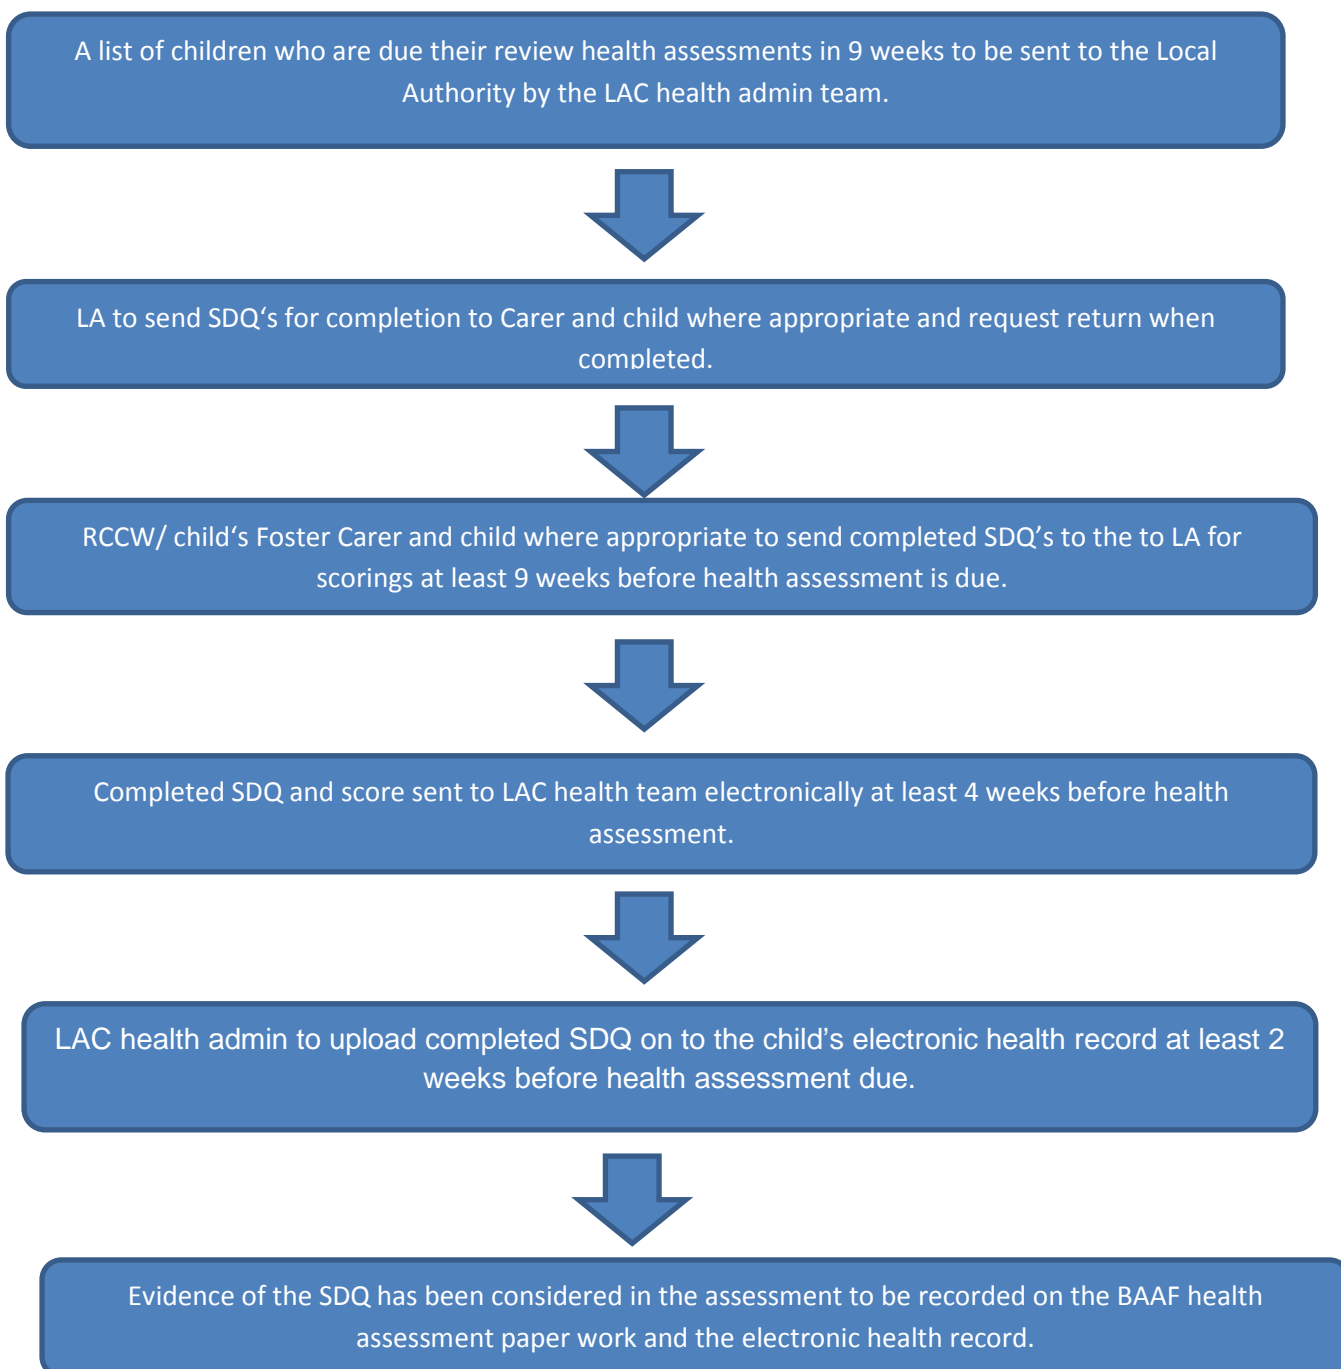 A list of children who are due their review health assessments in 9 weeks to be sent to the Local
Authority by the LAC health admin team.
LA to send SDQ‘s for completion to Carer and child where appropriate and request return when
completed.
RCCW/ child‘s Foster Carer and child where appropriate to send completed SDQ’s to the to LA for
scorings at least 9 weeks before health assessment is due.
Completed SDQ and score sent to LAC health team electronically at least 4 weeks before health
assessment.
LAC health admin to upload completed SDQ on to the child’s electronic health record at least 2
weeks before health assessment due.
Evidence of the SDQ has been considered in the assessment to be recorded on the BAAF health
assessment paper work and the electronic health record.